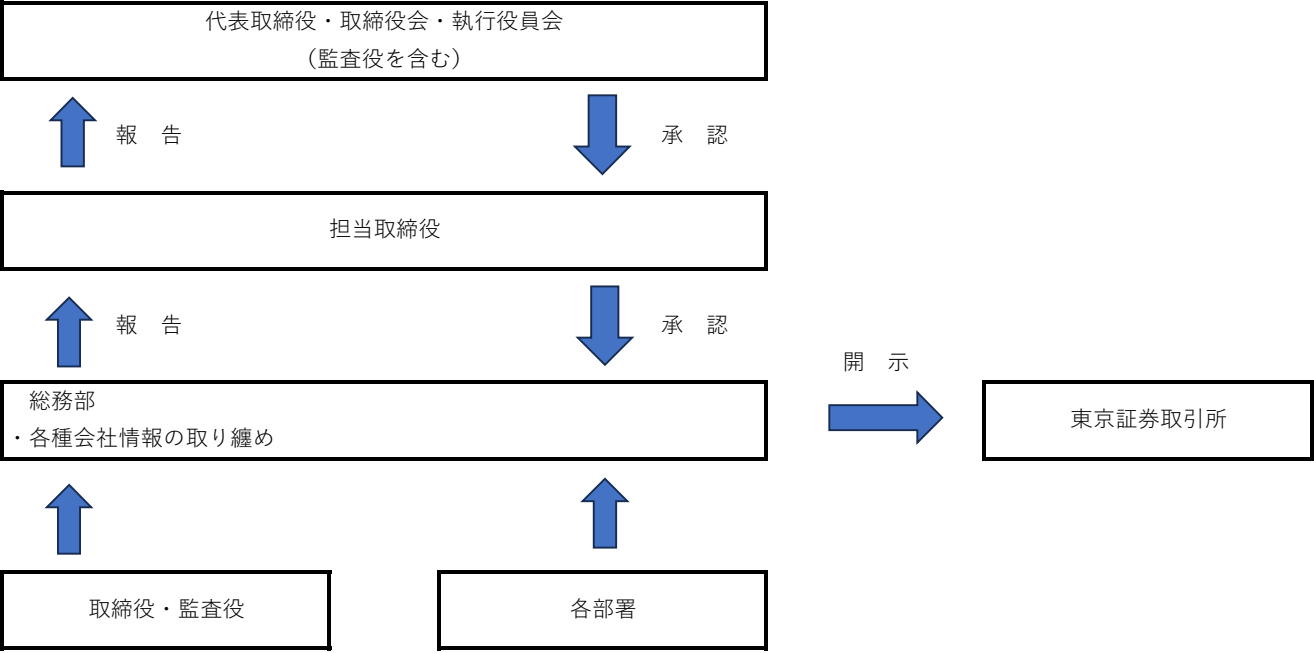 代表取締役・取締役会・執行役員会
（監査役を含む）
報　告
承　認
担当取締役
報　告
承　認
開　示
総務部
・各種会社情報の取り纏め
東京証券取引所
取締役・監査役
各部署